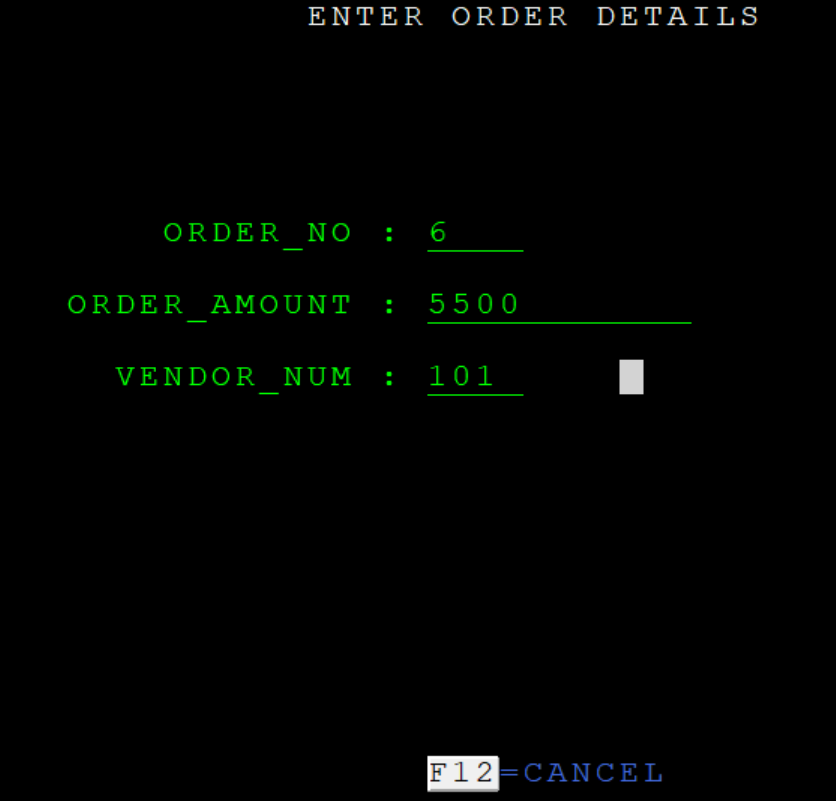 ENTER ORDER DETAILS
ORDER_NO : 6
ORDER_AMOUNT : 5500
VENDOR_NUM : 101
F12=CANCEL